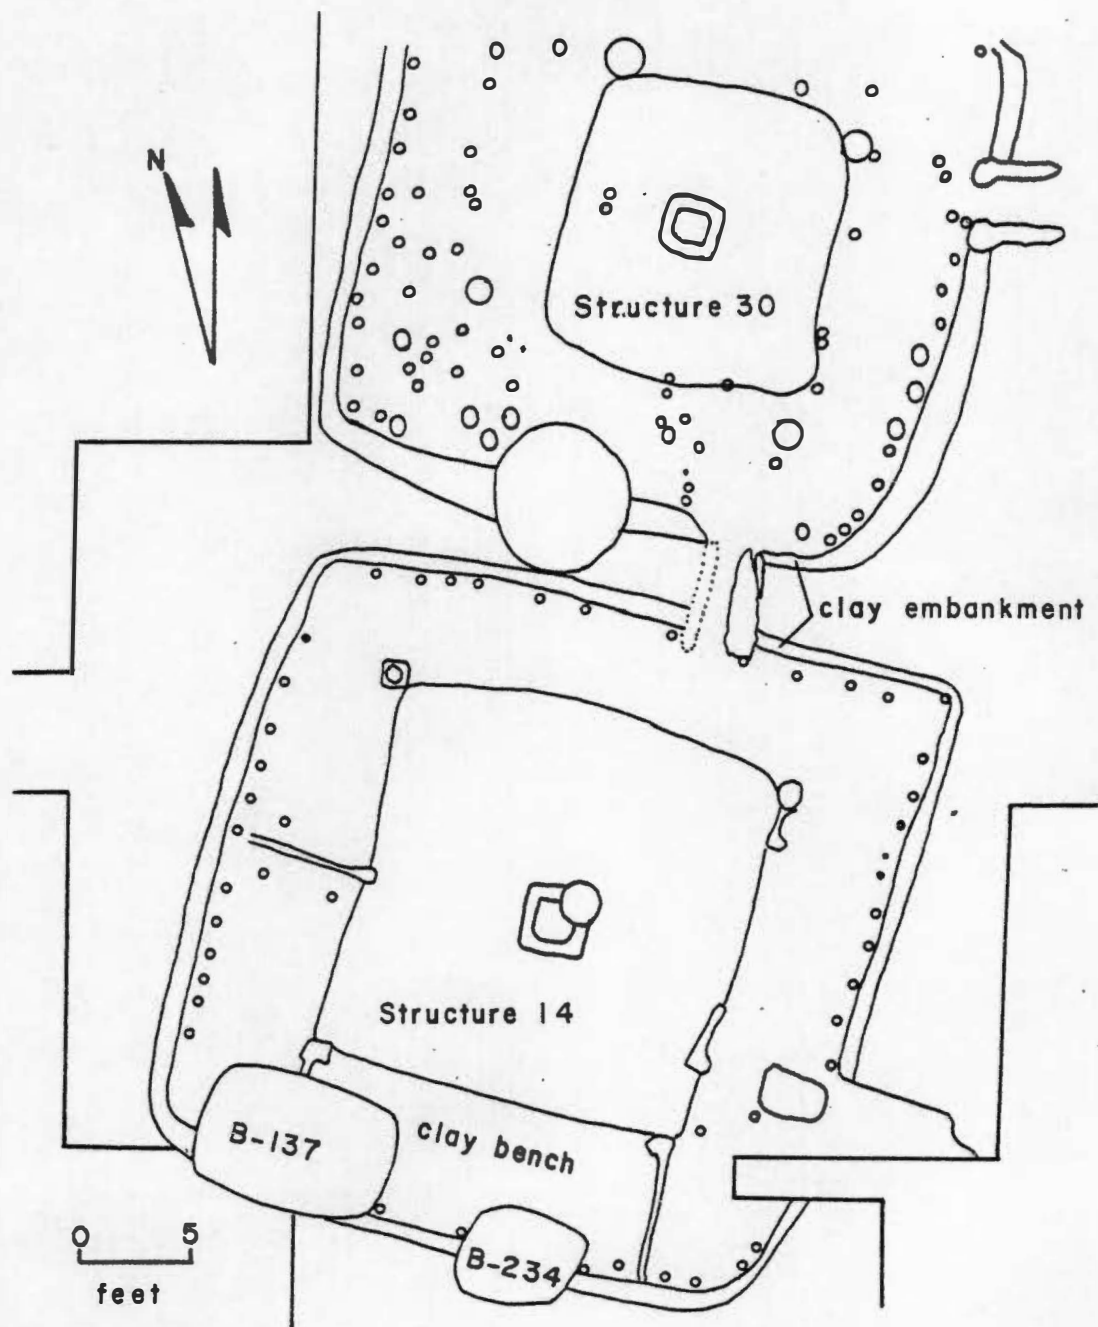 N
Structure 30
clay embankment
Structure 14
B-137
clay bench
B-234
0 5
feet